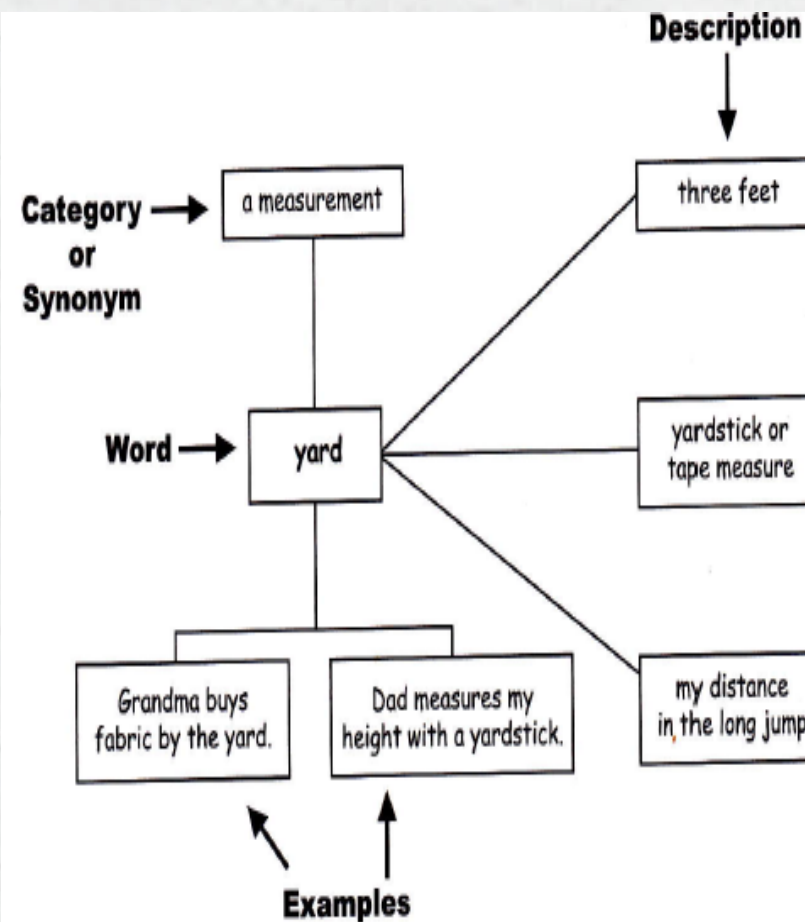 Description
three feet
a measurement
Category
or
Synonym
Word
yard
yardstick or
tape measure
Grandma buys
fabric by the yard.
Dad measures my
height with a yardstick.
my distance
in the long jump
Examples